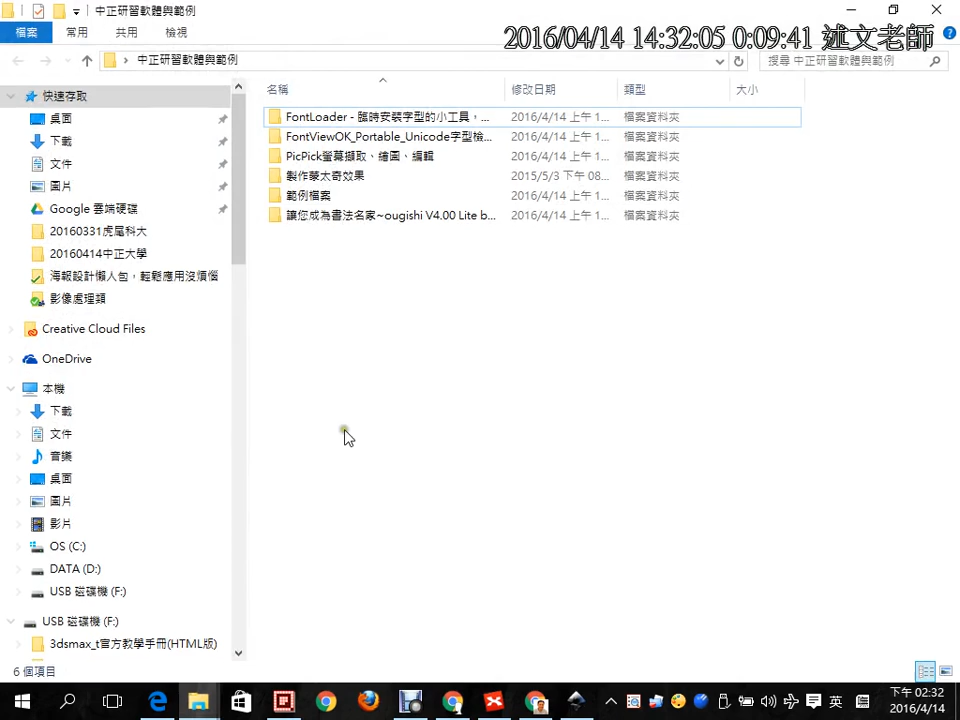 中正研習軟體與範例
2016/04/14 14:32:05 0:09:41 述文老師
檔案 常用 共用 檢視
中正研習軟體與範例
搜尋 中正研習軟體與範例
快速存取
桌面
下載
文件
圖片
Google 雲端硬碟
20160331虎尾科大
20160414中正大學
海報設計懶人包，輕鬆應用沒煩惱
影像處理類
Creative Cloud Files
OneDrive
本機
下載
文件
音樂
桌面
圖片
影片
OS (C:)
DATA (D:)
USB 磁碟機 (F:)
USB 磁碟機 (F:)
3dsmax_t官方教學手冊(HTML版)
名稱 修改日期 類型 大小
FontLoader - 臨時安裝字型的小工具，... 2016/4/14 上午 1... 檔案資料夾
FontViewOK_Portable_Unicode字型檢... 2016/4/14 上午 1... 檔案資料夾
PicPick螢幕擷取、繪圖、編輯 2016/4/14 上午 1... 檔案資料夾
製作蒙太奇效果 2015/5/3 下午 08... 檔案資料夾
範例檔案 2016/4/14 上午 1... 檔案資料夾
讓您成為書法名家~ougishi V4.00 Lite b... 2016/4/14 上午 1... 檔案資料夾
6 個項目
英
下午 02:32
2016/4/14